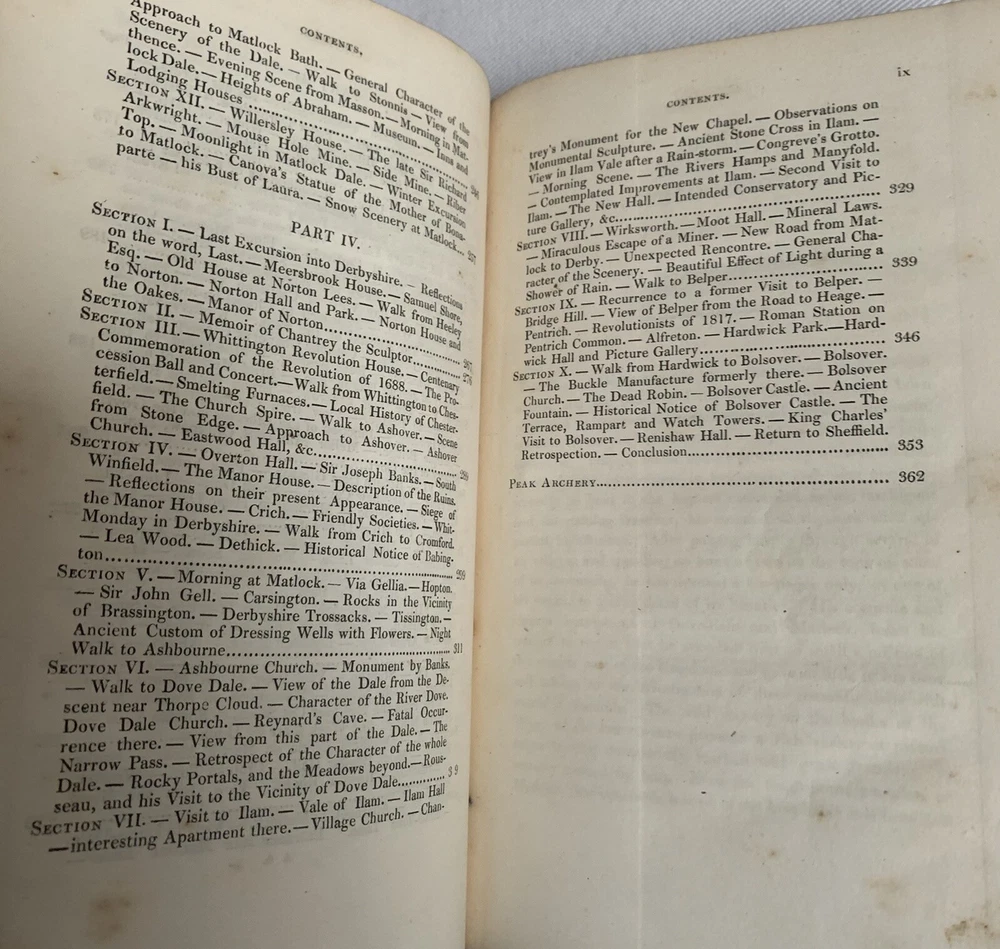 CONTENTS.
Approach to Matlock Bath. — General Character of the
Scenery of the Dale. — Walk to Stonnis — View from
thence. — Evening Scene from Masson. — Morning in Mat-
lock Dale. — Heights of Abraham. — Museum. — Inns and
Lodging Houses
SECTION XII. — Willersley House. — The late Sir Richard
Arkwright. — Mouse Hole Mine. — Side Mine. — Riber
Top. — Moonlight in Matlock Dale. — Winter Excursion
to Matlock. — Canova's Statue of the Mother of Bona-
parte — his Bust of Laura. — Snow Scenery at Matlock... 257
PART IV.
SECTION I. — Last Excursion into Derbyshire. — Reflections
on the word, Last. — Meersbrook House. — Samuel Shore,
Esq. — Old House at Norton Lees. — Walk from Heeley
to Norton. — Norton Hall and Park. — Norton House and
the Oakes. — Manor of Norton............... 267
SECTION II. — Memoir of Chantrey the Sculptor............ 276
SECTION III. — Whittington Revolution House. — Centenary
Commemoration of the Revolution of 1688. — The Pro-
cession Ball and Concert. — Walk from Whittington to Ches-
terfield. — Smelting Furnaces. — Local History of Chester-
field. — The Church Spire. — Walk to Ashover. — Scene
from Stone Edge. — Approach to Ashover. — Ashover
Church. — Eastwood Hall, &c...............
SECTION IV. — Overton Hall. — Sir Joseph Banks. — South
Winfield. — The Manor House. — Description of the Ruins.
— Reflections on their present Appearance. — Siege of
the Manor House. — Crich. — Friendly Societies. — Whit-
Monday in Derbyshire. — Walk from Crich to Cromford.
— Lea Wood. — Dethick. — Historical Notice of Babing-
ton............... 299
SECTION V. — Morning at Matlock. — Via Gellia. — Hopton.
— Sir John Gell. — Carsington. — Rocks in the Vicinity
of Brassington. — Derbyshire Trossacks. — Tissington. —
Ancient Custom of Dressing Wells with Flowers. — Night
Walk to Ashbourne............... 311
SECTION VI. — Ashbourne Church. — Monument by Banks.
— Walk to Dove Dale. — View of the Dale from the De-
scent near Thorpe Cloud. — Character of the River Dove.
Dove Dale Church. — Reynard's Cave. — Fatal Occur-
rence there. — View from this part of the Dale. — The
Narrow Pass. — Retrospect of the Character of the whole
Dale. — Rocky Portals, and the Meadows beyond. — Rous-
seau, and his Visit to the Vicinity of Dove Dale............ 3 9
SECTION VII. — Visit to Ilam. — Vale of Ilam. — Ilam Hall
—interesting Apartment there. — Village Church. — Chan-
CONTENTS. ix
trey's Monument for the New Chapel. — Observations on
Monumental Sculpture. — Ancient Stone Cross in Ilam. —
View in Ilam Vale after a Rain-storm. — Congreve's Grotto.
— Morning Scene. — The Rivers Hamps and Manyfold.
— Contemplated Improvements at Ilam. — Second Visit to
Ilam. — The New Hall. — Intended Conservatory and Pic-
ture Gallery, &c............... 329
SECTION VIII. — Wirksworth. — Moot Hall. — Mineral Laws.
— Miraculous Escape of a Miner. — New Road from Mat-
lock to Derby. — Unexpected Rencontre. — General Cha-
racter of the Scenery. — Beautiful Effect of Light during a
Shower of Rain. — Walk to Belper............... 339
SECTION IX. — Recurrence to a former Visit to Belper. —
Bridge Hill. — View of Belper from the Road to Heage. —
Pentrich. — Revolutionists of 1817. — Roman Station on
Pentrich Common. — Alfreton. — Hardwick Park. — Hard-
wick Hall and Picture Gallery............... 346
SECTION X. — Walk from Hardwick to Bolsover. — Bolsover.
— The Buckle Manufacture formerly there. — Bolsover
Church. — The Dead Robin. — Bolsover Castle. — Ancient
Fountain. — Historical Notice of Bolsover Castle. — The
Terrace, Rampart and Watch Towers. — King Charles'
Visit to Bolsover. — Renishaw Hall. — Return to Sheffield.
Retrospection. — Conclusion............... 353
PEAK ARCHERY............... 362